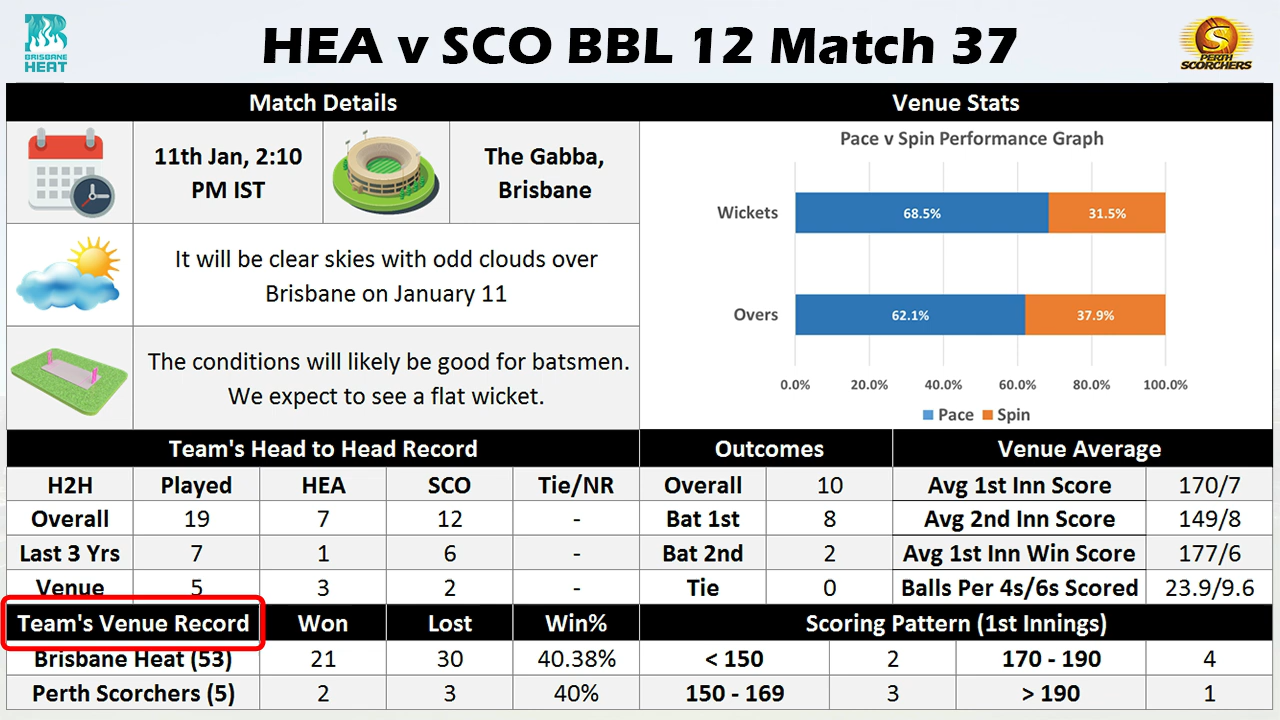 BRISBANE
HEAT
HEA v SCO BBL 12 Match 37
PERTH
SCORCHERS
Match Details
Venue Stats
11th Jan, 2:10
PM IST
The Gabba,
Brisbane
It will be clear skies with odd clouds over
Brisbane on January 11
The conditions will likely be good for batsmen.
We expect to see a flat wicket.
Pace v Spin Performance Graph
Wickets 68.5% 31.5%
Overs 62.1% 37.9%
0.0% 20.0% 40.0% 60.0% 80.0% 100.0%
Pace Spin
Team's Head to Head Record
H2H Played HEA SCO Tie/NR
Overall 19 7 12 -
Last 3 Yrs 7 1 6 -
Venue 5 3 2 -
Outcomes
Overall 10
Bat 1st 8
Bat 2nd 2
Tie 0
Venue Average
Avg 1st Inn Score 170/7
Avg 2nd Inn Score 149/8
Avg 1st Inn Win Score 177/6
Balls Per 4s/6s Scored 23.9/9.6
Team's Venue Record Won Lost Win%
Brisbane Heat (53) 21 30 40.38%
Perth Scorchers (5) 2 3 40%
Scoring Pattern (1st Innings)
< 150 2 170 - 190 4
150 - 169 3 > 190 1